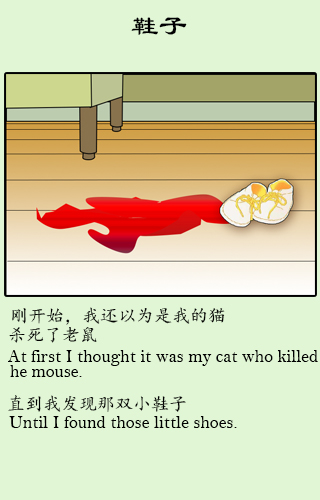 鞋子
刚开始，我还以为是我的猫
杀死了老鼠
At first I thought it was my cat who killed
he mouse.
直到我发现那双小鞋子
Until I found those little shoes.